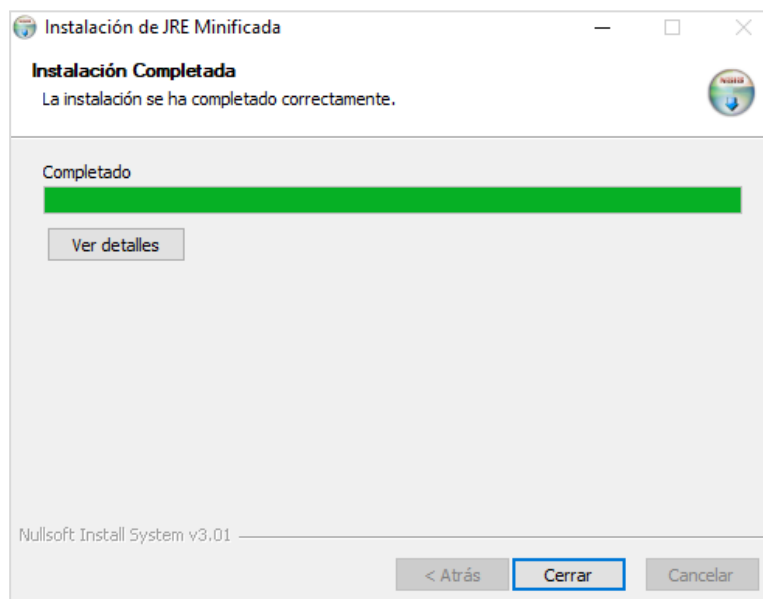 Instalación de JRE Minificada
Instalación Completada
La instalación se ha completado correctamente.
Completado
Ver detalles
Nullsoft Install System v3.01
< Atrás
Cerrar
Cancelar